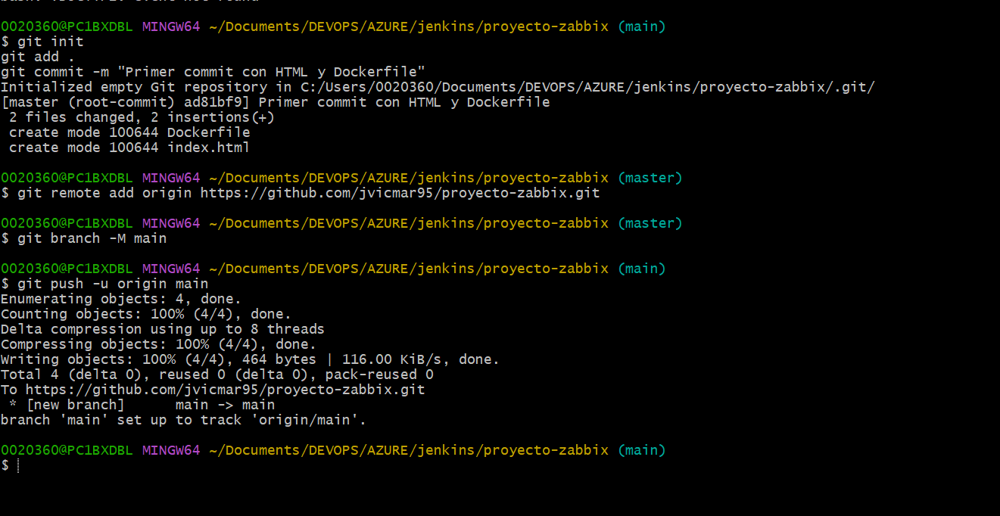 0020360@PC1BXDBL MINGW64 ~/Documents/DEVOPS/AZURE/jenkins/proyecto-zabbix (main)
$ git init
git add .
git commit -m "Primer commit con HTML y Dockerfile"
Initialized empty Git repository in C:/Users/0020360/Documents/DEVOPS/AZURE/jenkins/proyecto-zabbix/.git/
[master (root-commit) ad81bf9] Primer commit con HTML y Dockerfile
 2 files changed, 2 insertions(+)
 create mode 100644 Dockerfile
 create mode 100644 index.html
0020360@PC1BXDBL MINGW64 ~/Documents/DEVOPS/AZURE/jenkins/proyecto-zabbix (master)
$ git remote add origin https://github.com/jvicmar95/proyecto-zabbix.git
0020360@PC1BXDBL MINGW64 ~/Documents/DEVOPS/AZURE/jenkins/proyecto-zabbix (master)
$ git branch -M main
0020360@PC1BXDBL MINGW64 ~/Documents/DEVOPS/AZURE/jenkins/proyecto-zabbix (main)
$ git push -u origin main
Enumerating objects: 4, done.
Counting objects: 100% (4/4), done.
Delta compression using up to 8 threads
Compressing objects: 100% (4/4), done.
Writing objects: 100% (4/4), 464 bytes | 116.00 KiB/s, done.
Total 4 (delta 0), reused 0 (delta 0), pack-reused 0
To https://github.com/jvicmar95/proyecto-zabbix.git
 * [new branch]      main -> main
branch 'main' set up to track 'origin/main'.
0020360@PC1BXDBL MINGW64 ~/Documents/DEVOPS/AZURE/jenkins/proyecto-zabbix (main)
$